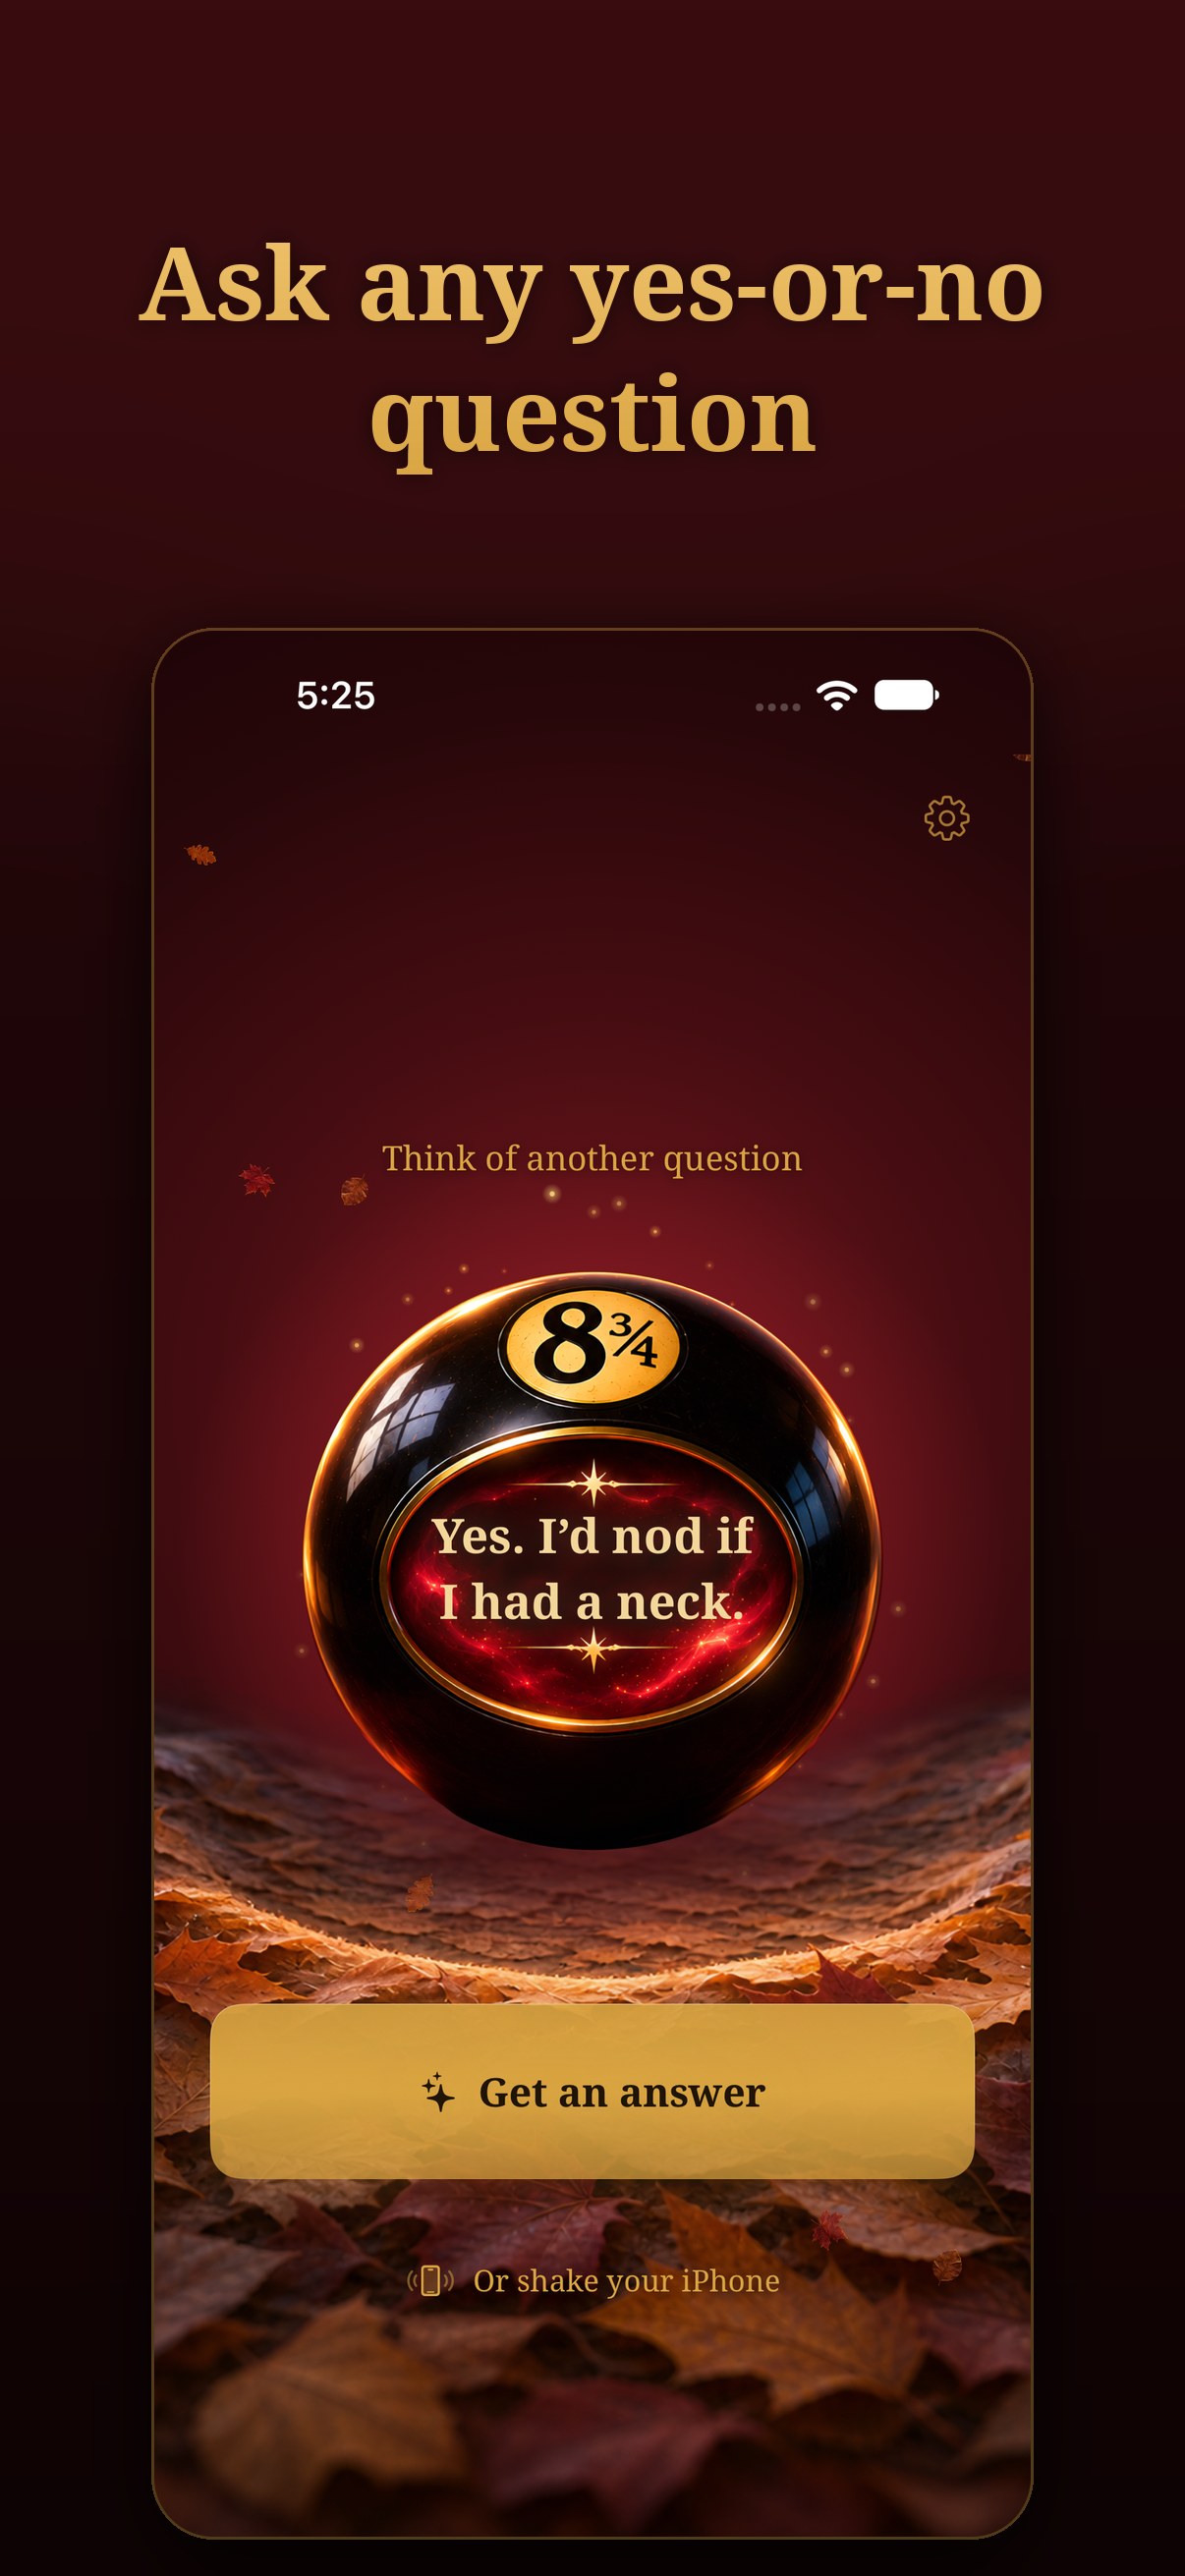 Ask any yes-or-no
question
5:25
Think of another question
8¾
Yes. I’d nod if
I had a neck.
Get an answer
Or shake your iPhone